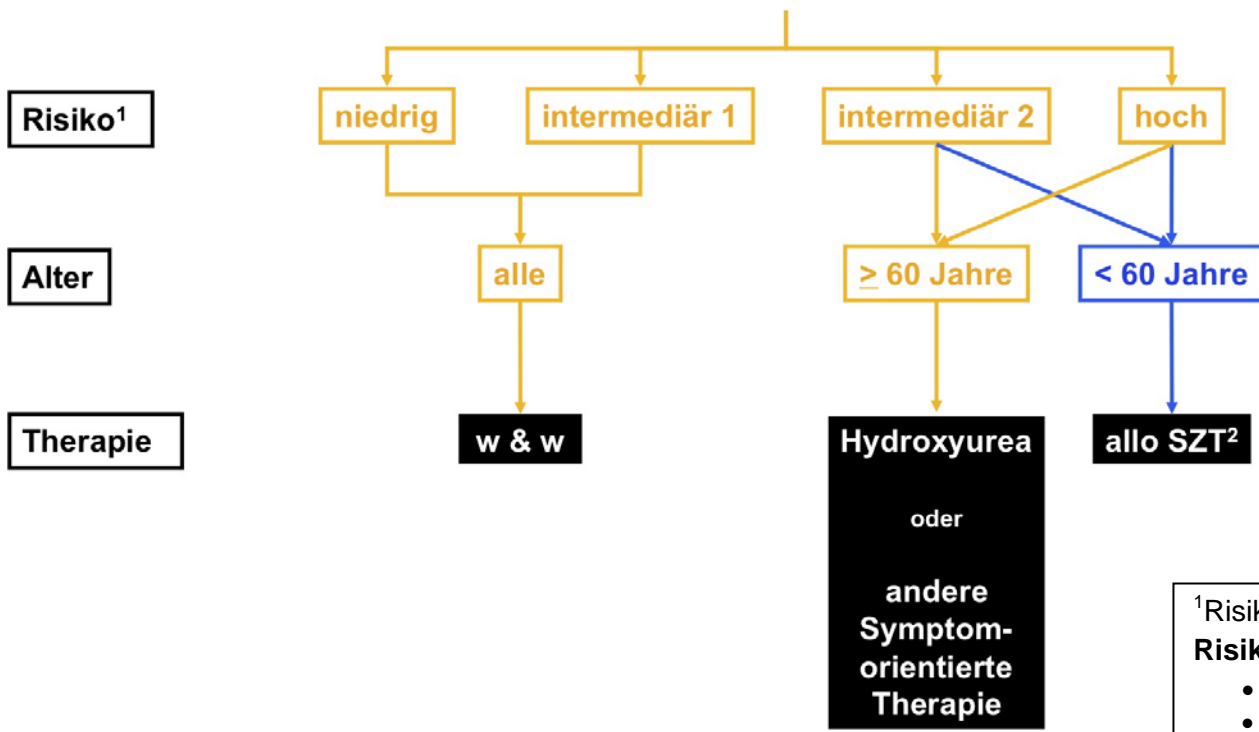 Risiko¹ niedrig intermediär 1 intermediär 2 hoch
Alter alle ≥ 60 Jahre < 60 Jahre
Therapie w & w Hydroxyurea allo SZT²
oder
andere
Symptom-
orientierte
Therapie
¹Risik
Risik
•
•